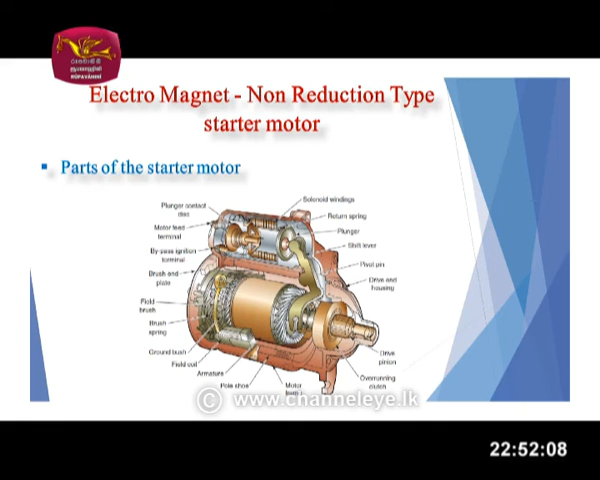 Electro Magnet - Non Reduction Type
starter motor
Parts of the starter motor
Plunger contact
disc
Motor feed
terminal
By-pass ignition
terminal
Brush end
plate
Field
brush
Brush
spring
Ground brush
Field coil
Armature
Pole shoe
Motor
Solenoid windings
Return spring
Plunger
Shift lever
Pivot pin
Drive end
housing
Drive
pinion
Overrunning
clutch
© www.channeleye.lk
22:52:08